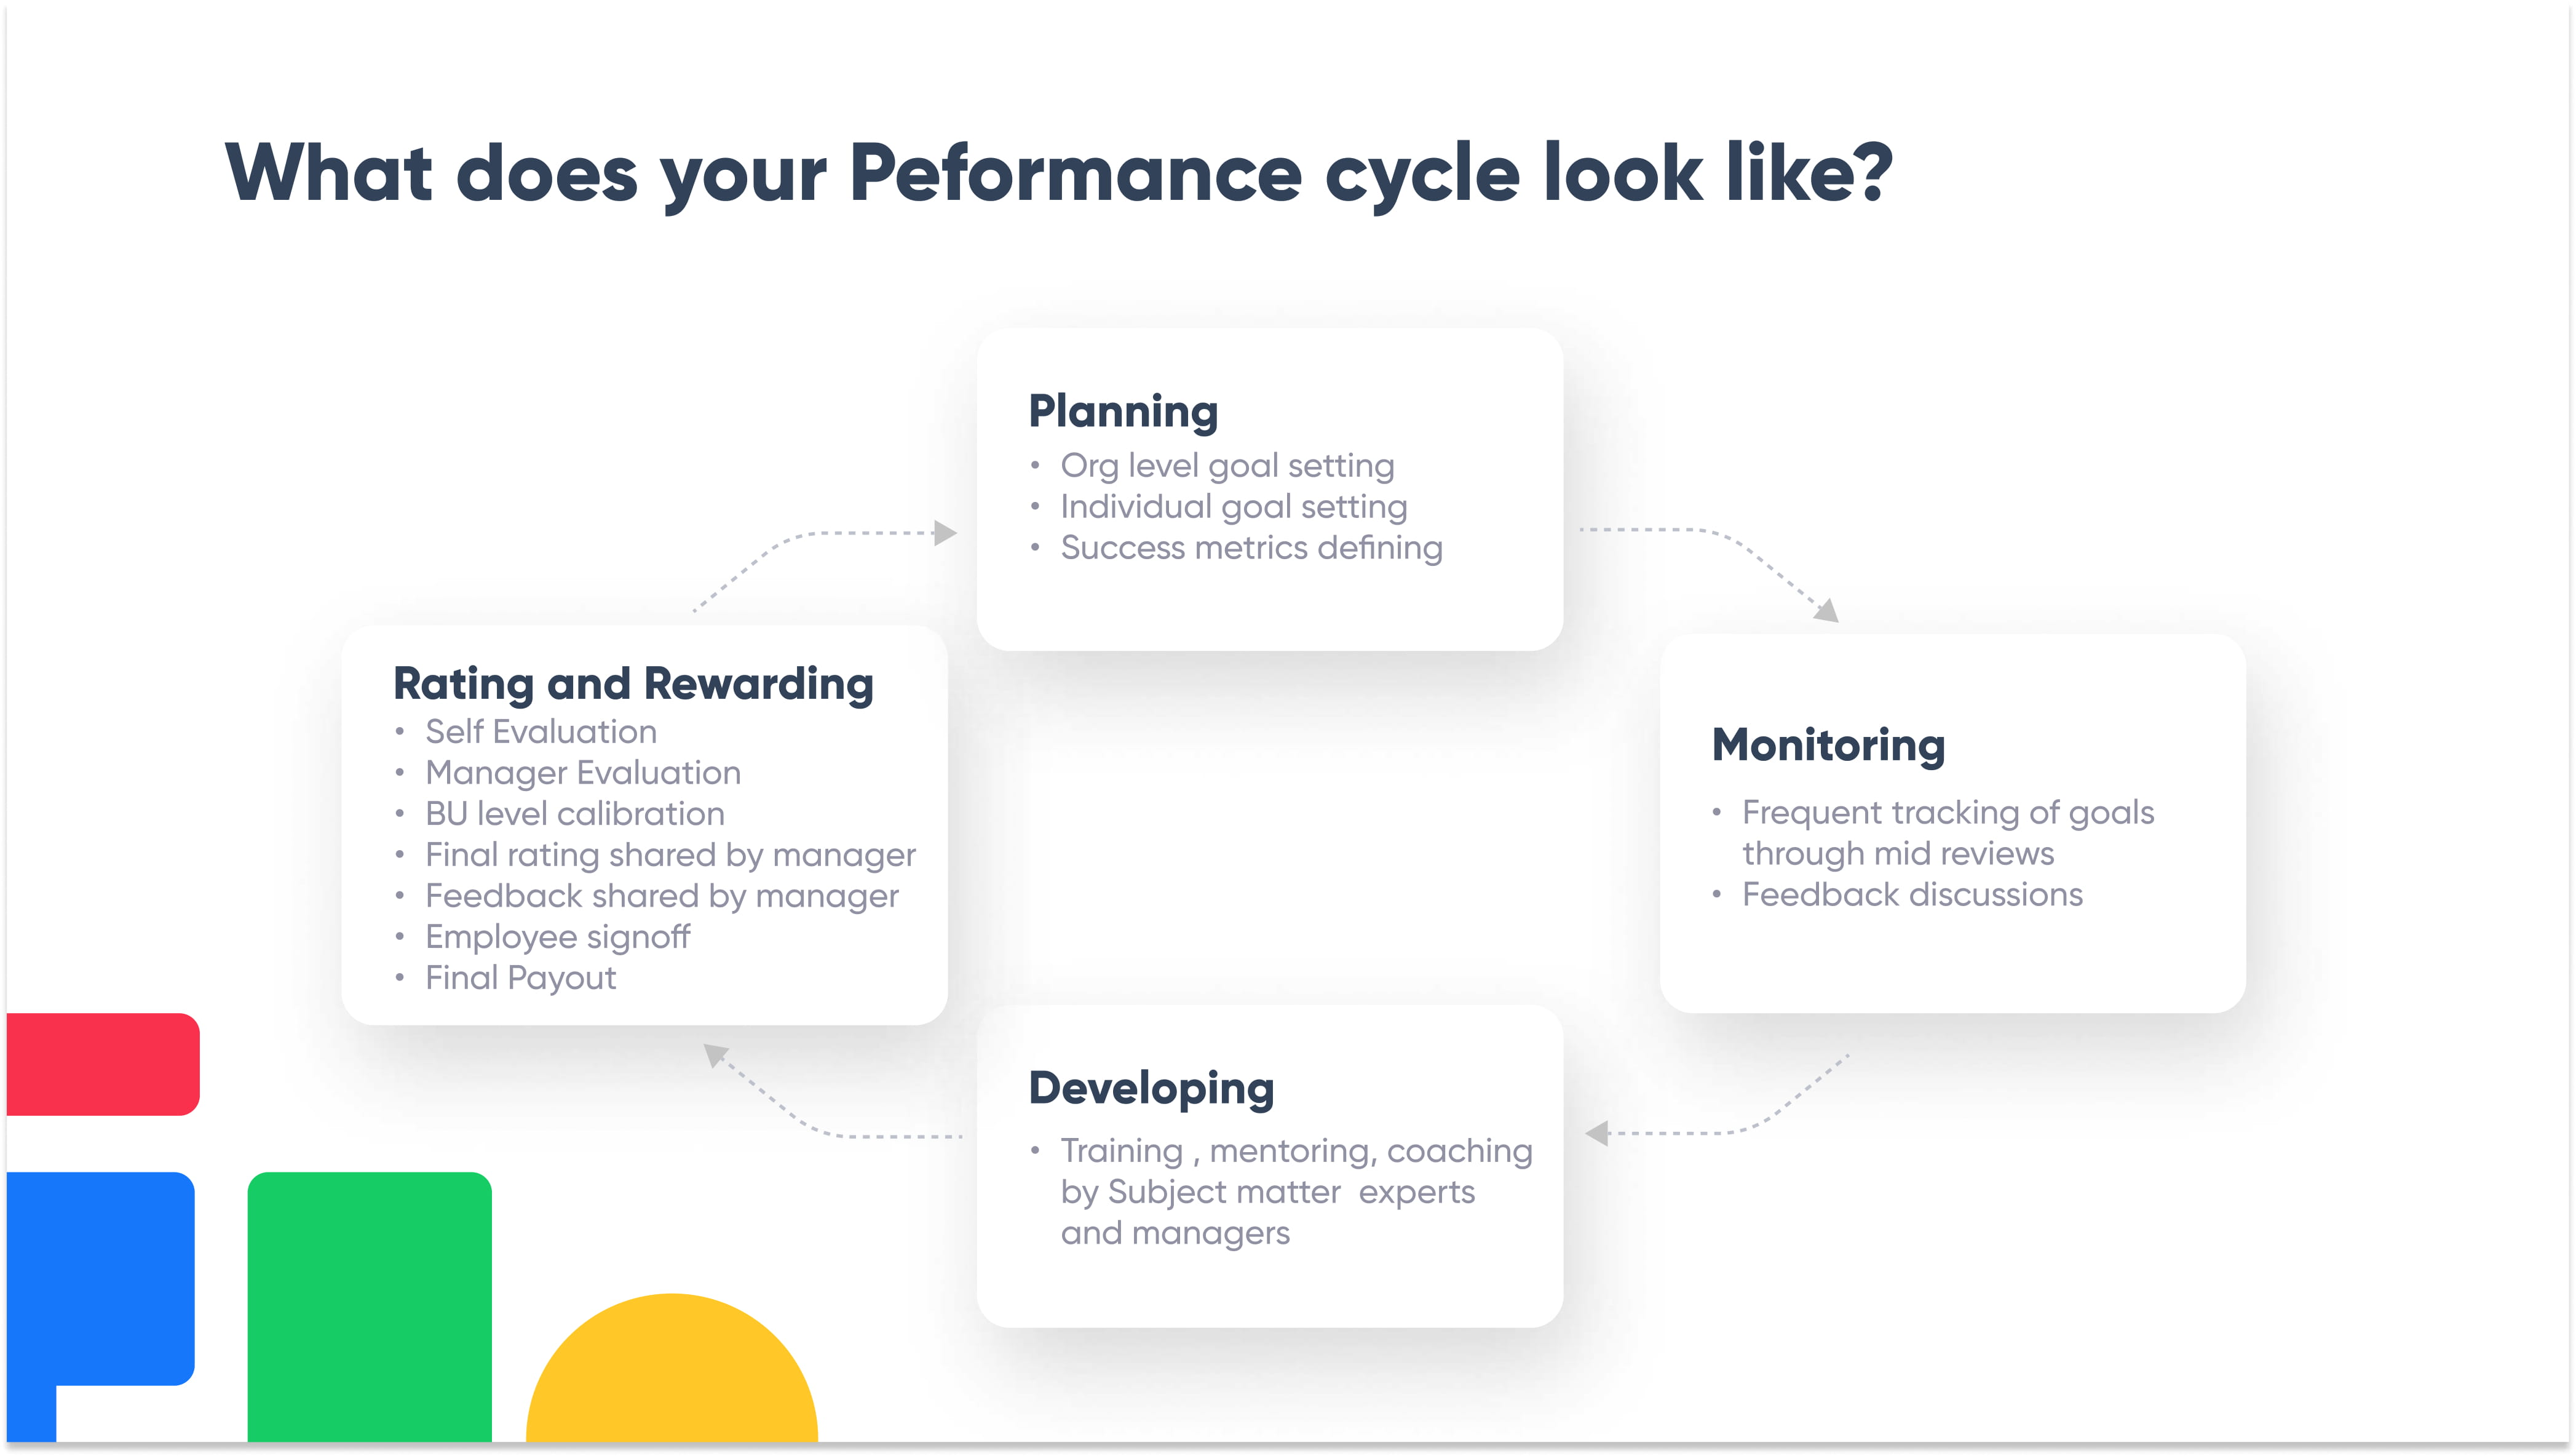 What does your Peformance cycle look like?
Planning
• Org level goal setting
• Individual goal setting
• Success metrics defining
Rating and Rewarding
• Self Evaluation
• Manager Evaluation
• BU level calibration
• Final rating shared by manager
• Feedback shared by manager
• Employee signoff
• Final Payout
Monitoring
• Frequent tracking of goals
through mid reviews
• Feedback discussions
Developing
• Training , mentoring, coaching
by Subject matter  experts
and managers